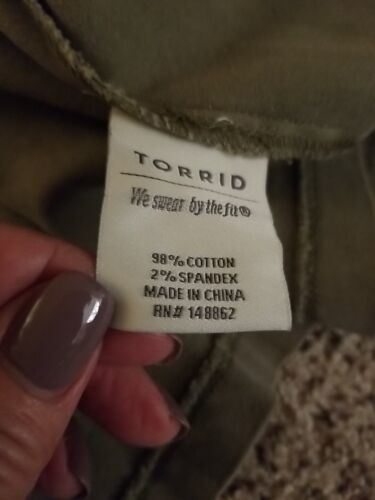 TORRID
We swear by the fit®
98% COTTON
2% SPANDEX
MADE IN CHINA
RN# 148862